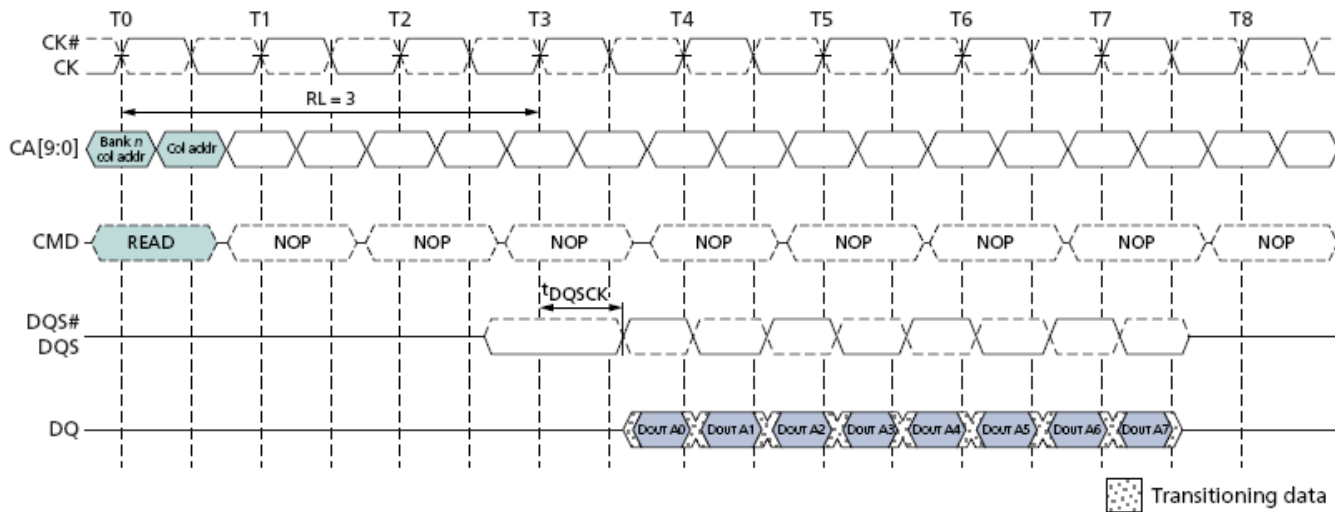 T0 T1 T2 T3 T4 T5 T6 T7 T8
CK#
CK
RL = 3
CA[9:0] Bank n col addr Col addr
CMD READ NOP NOP NOP NOP NOP NOP NOP NOP
tDQSCK
DQS#
DQS
DQ DOUT A0 DOUT A1 DOUT A2 DOUT A3 DOUT A4 DOUT A5 DOUT A6 DOUT A7
Transitioning data